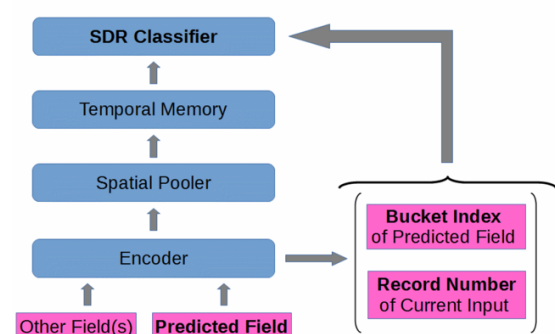 SDR Classifier
Temporal Memory
Spatial Pooler
Encoder
Other Field(s)
Predicted Field
Bucket Index
of Predicted Field
Record Number
of Current Input